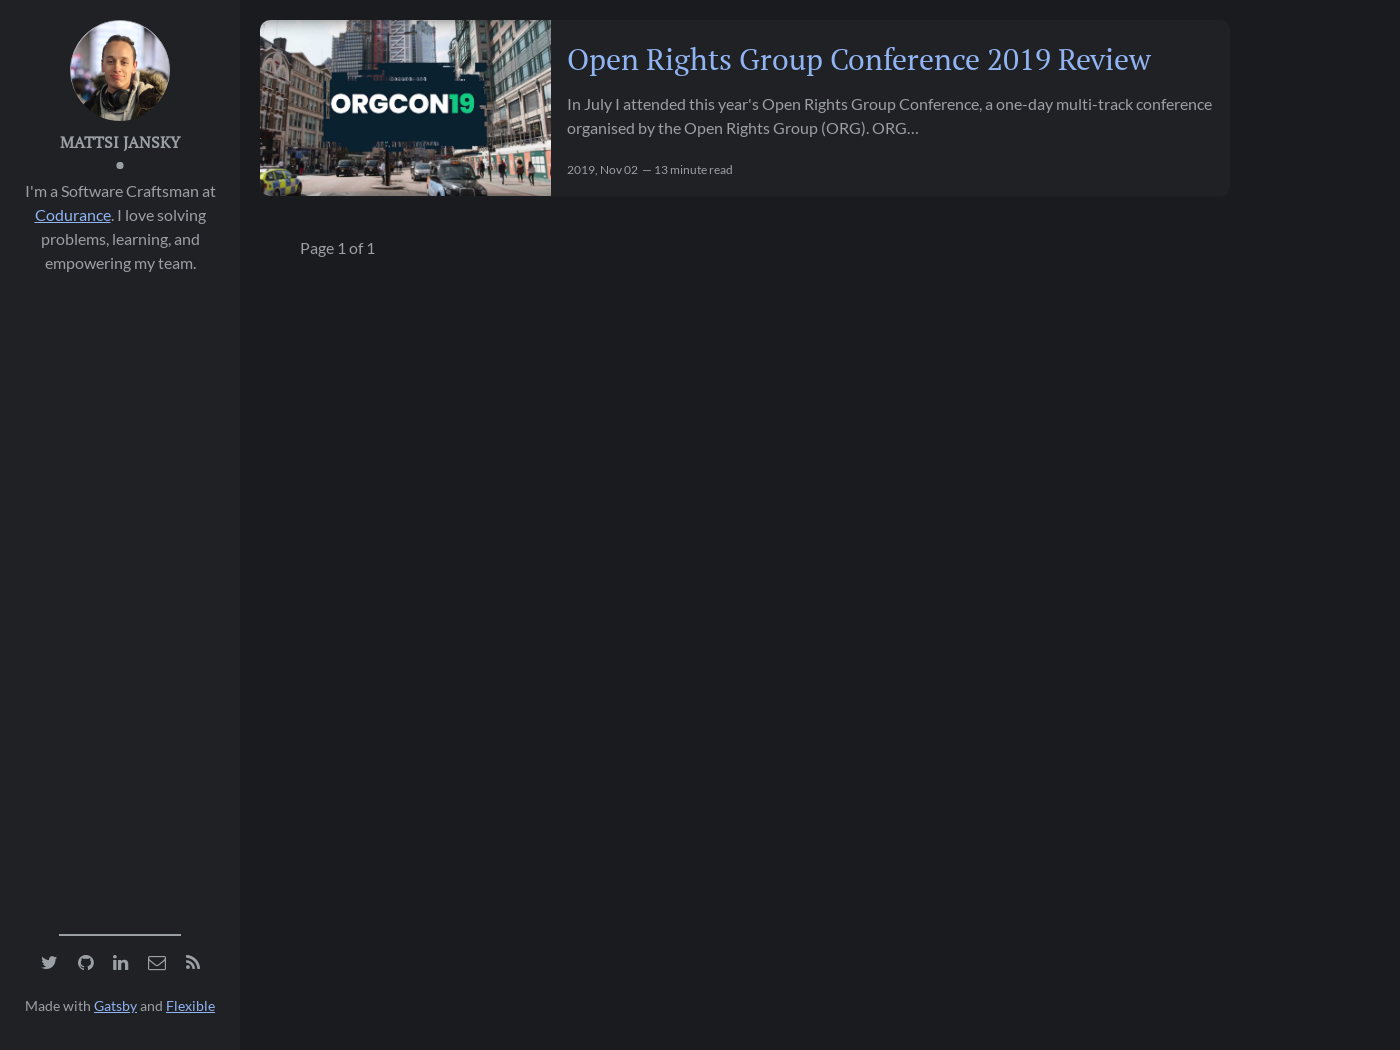 MATTSI JANSKY
I'm a Software Craftsman at
Codurance. I love solving
problems, learning, and
empowering my team.
Made with Gatsby and Flexible
ORGCON19
Open Rights Group Conference 2019 Review
In July I attended this year's Open Rights Group Conference, a one-day multi-track conference
organised by the Open Rights Group (ORG). ORG…
2019, Nov 02 — 13 minute read
Page 1 of 1